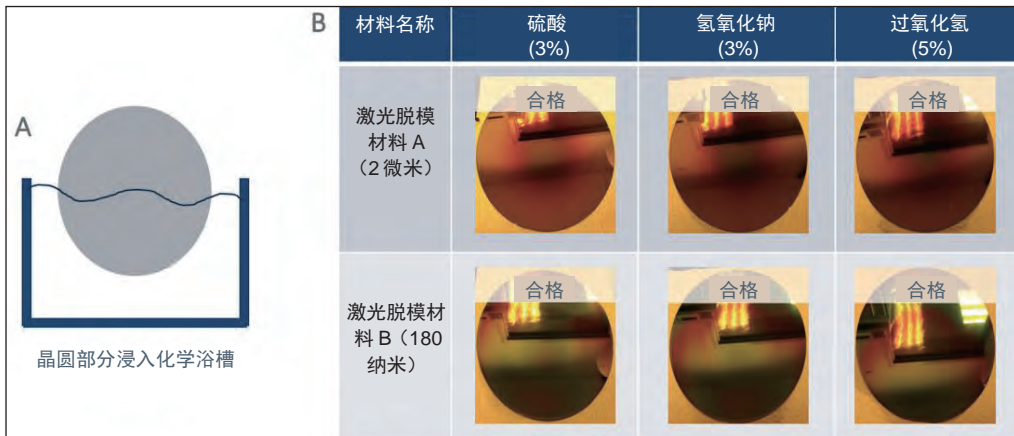 A
晶圆部分浸入化学浴槽
B
材料名称
硫酸
(3%)
氢氧化钠
(3%)
过氧化氢
(5%)
激光脱模
材料 A
（2 微米）
合格
合格
合格
激光脱模材
料 B（180
纳米）
合格
合格
合格